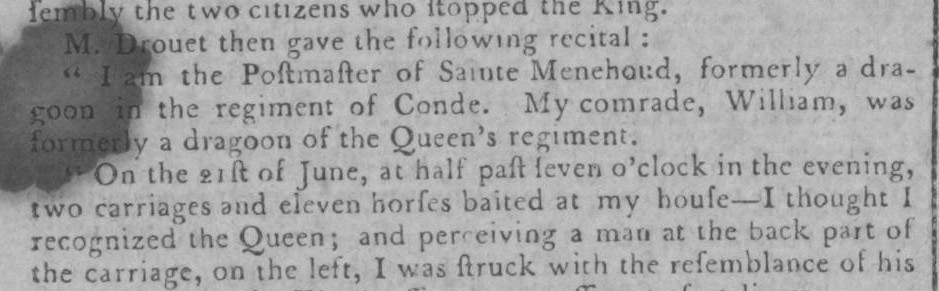 ſembly the two citizens who ſtopped the King.
M. Drouet then gave the following recital :
“ I am the Poſtmaſter of Sainte Menehoud, formerly a dra-
goon in the regiment of Conde. My comrade, William, was
formerly a dragoon of the Queen's regiment.
“ On the 21ſt of June, at half paſt ſeven o'clock in the evening,
two carriages and eleven horſes baited at my houſe—I thought I
recognized the Queen; and perceiving a man at the back part of
the carriage, on the left, I was ſtruck with the reſemblance of his